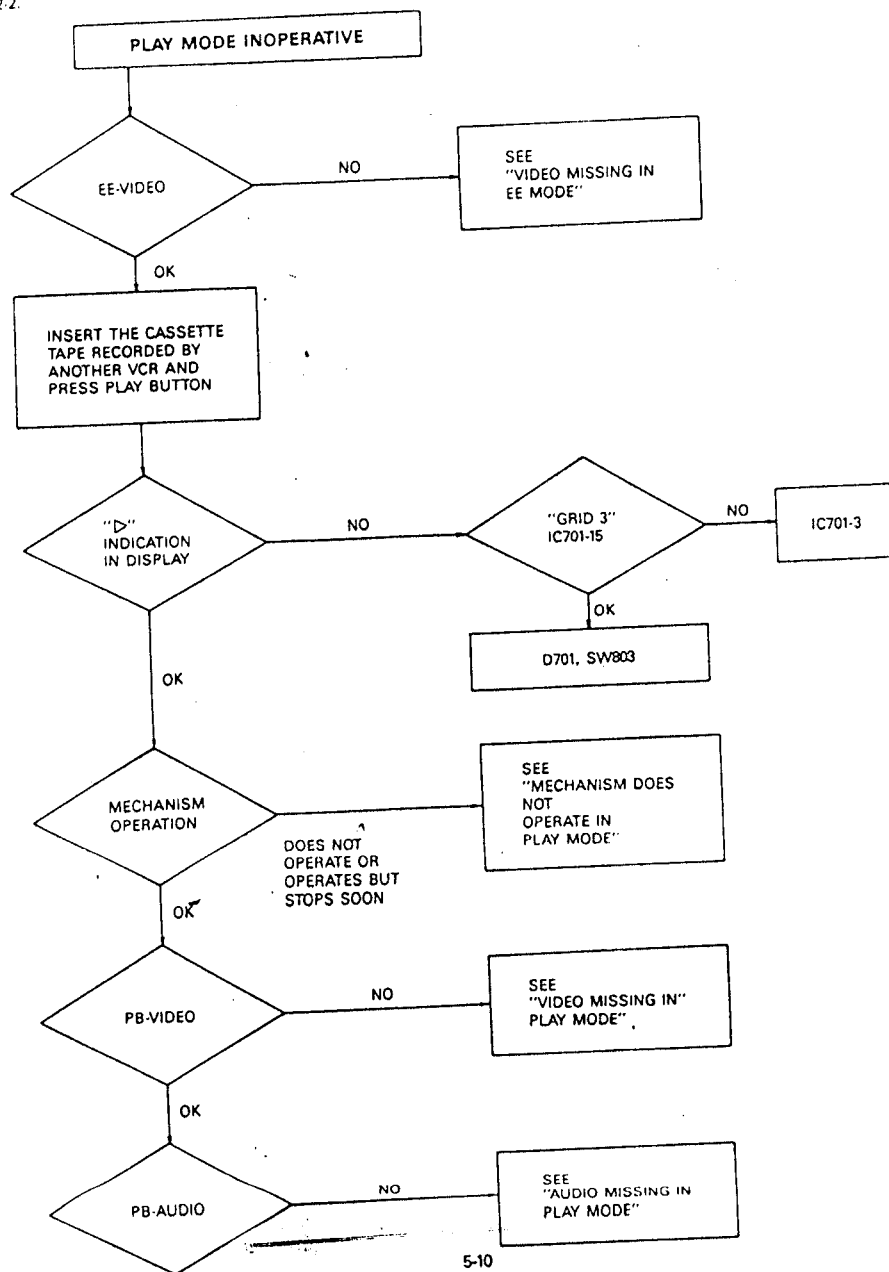 2-2.
PLAY MODE INOPERATIVE
EE-VIDEO
NO
SEE
"VIDEO MISSING IN
EE MODE"
OK
INSERT THE CASSETTE
TAPE RECORDED BY
ANOTHER VCR AND
PRESS PLAY BUTTON
"▷"
INDICATION
IN DISPLAY
NO
"GRID 3"
IC701-15
NO
IC701-3
OK
D701, SW803
OK
MECHANISM
OPERATION
DOES NOT
OPERATE OR
OPERATES BUT
STOPS SOON
SEE
"MECHANISM DOES
NOT
OPERATE IN
PLAY MODE"
OK
PB-VIDEO
NO
SEE
"VIDEO MISSING IN"
PLAY MODE"
OK
PB-AUDIO
NO
SEE
"AUDIO MISSING IN
PLAY MODE"
5-10